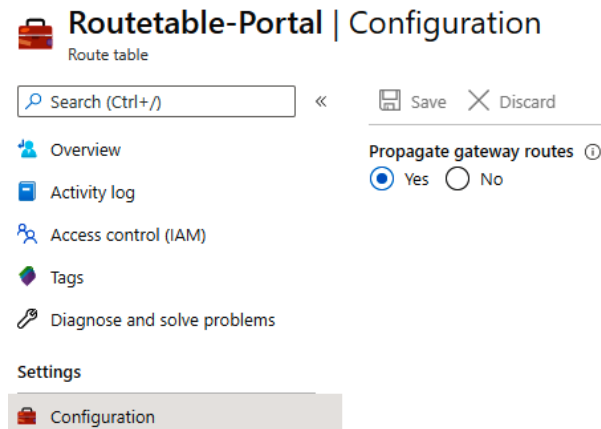 Routetable-Portal | Configuration
Route table
Search (Ctrl+/)
«
Save
Discard
Overview
Activity log
Access control (IAM)
Tags
Diagnose and solve problems
Settings
Configuration
Propagate gateway routes
Yes
No